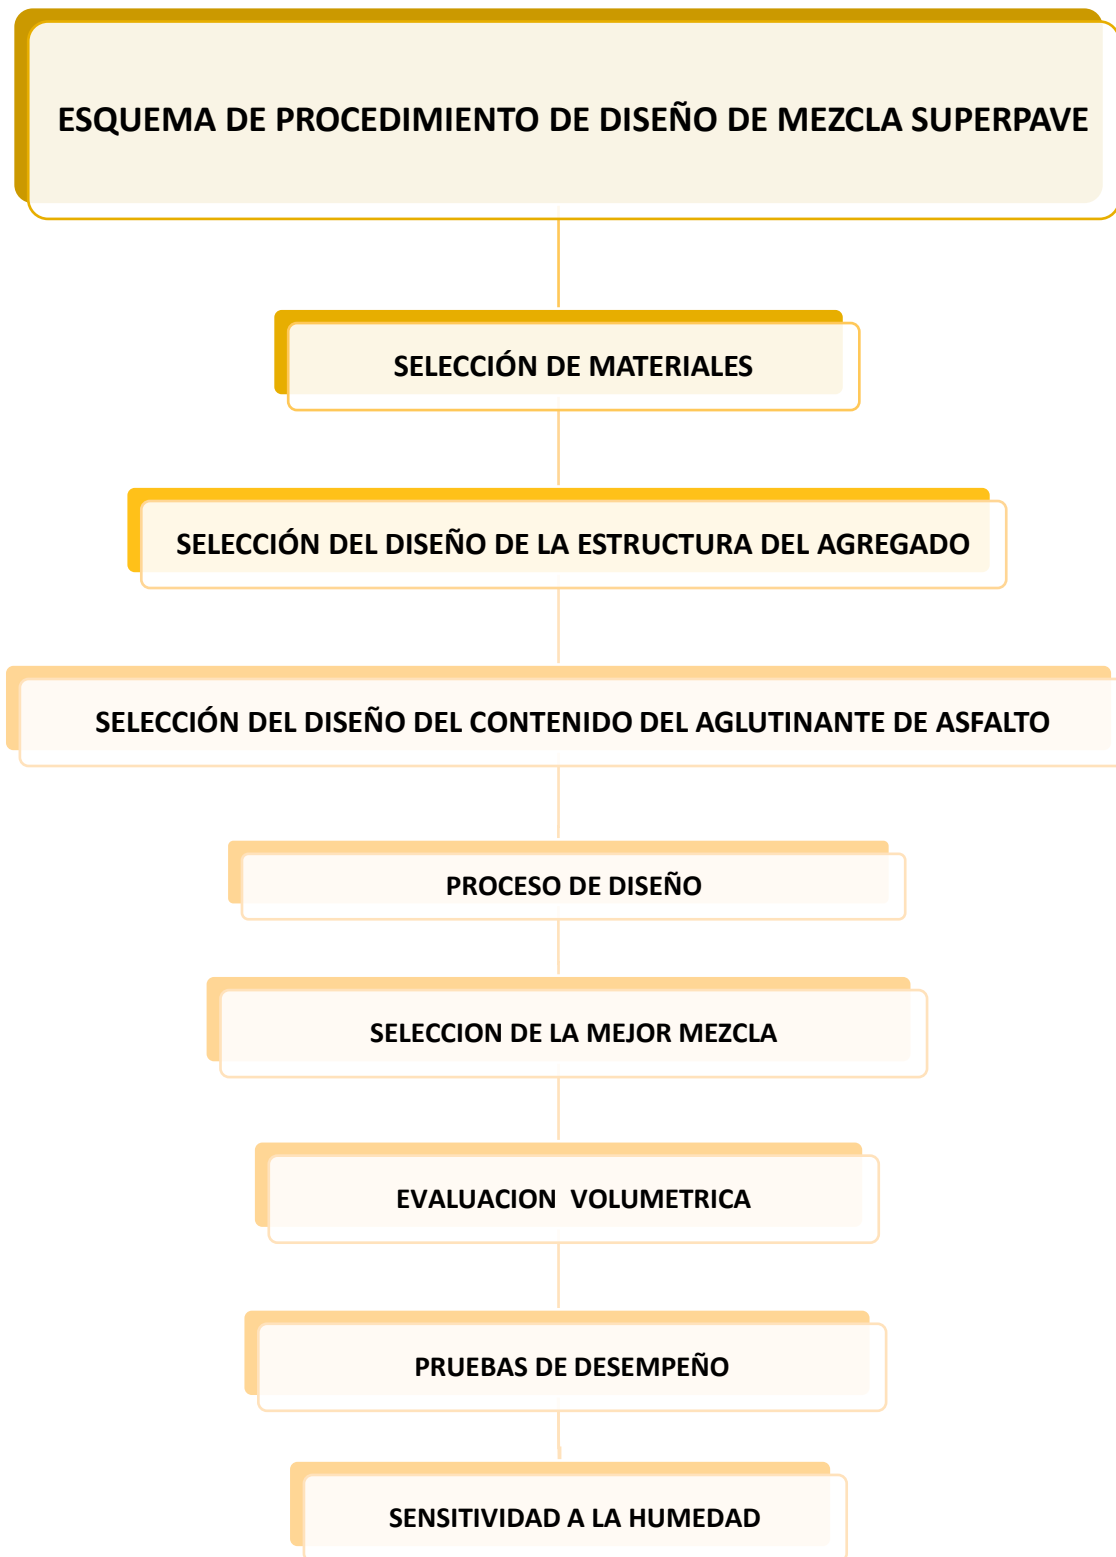 ESQUEMA DE PROCEDIMIENTO DE DISEÑO DE MEZCLA SUPERPAVE
SELECCIÓN DE MATERIALES
SELECCIÓN DEL DISEÑO DE LA ESTRUCTURA DEL AGREGADO
SELECCIÓN DEL DISEÑO DEL CONTENIDO DEL AGLUTINANTE DE ASFALTO
PROCESO DE DISEÑO
SELECCION DE LA MEJOR MEZCLA
EVALUACION  VOLUMETRICA
PRUEBAS DE DESEMPEÑO
SENSITIVIDAD A LA HUMEDAD